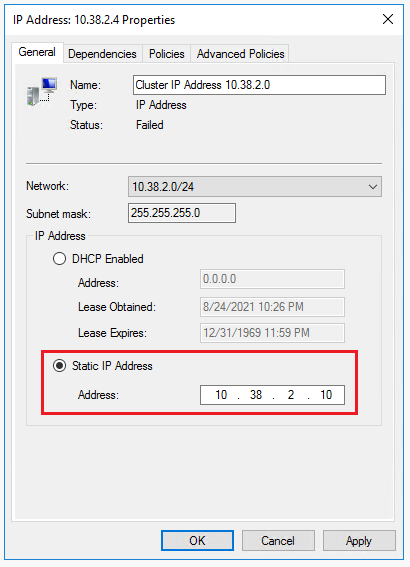 IP Address: 10.38.2.4 Properties
General Dependencies Policies Advanced Policies
Name: Cluster IP Address 10.38.2.0
Type: IP Address
Status: Failed
Network: 10.38.2.0/24
Subnet mask: 255.255.255.0
IP Address
DHCP Enabled
Address: 0.0.0.0
Lease Obtained: 8/24/2021 10:26 PM
Lease Expires: 12/31/1969 11:59 PM
Static IP Address
Address: 10 . 38 . 2 . 10
OK Cancel Apply